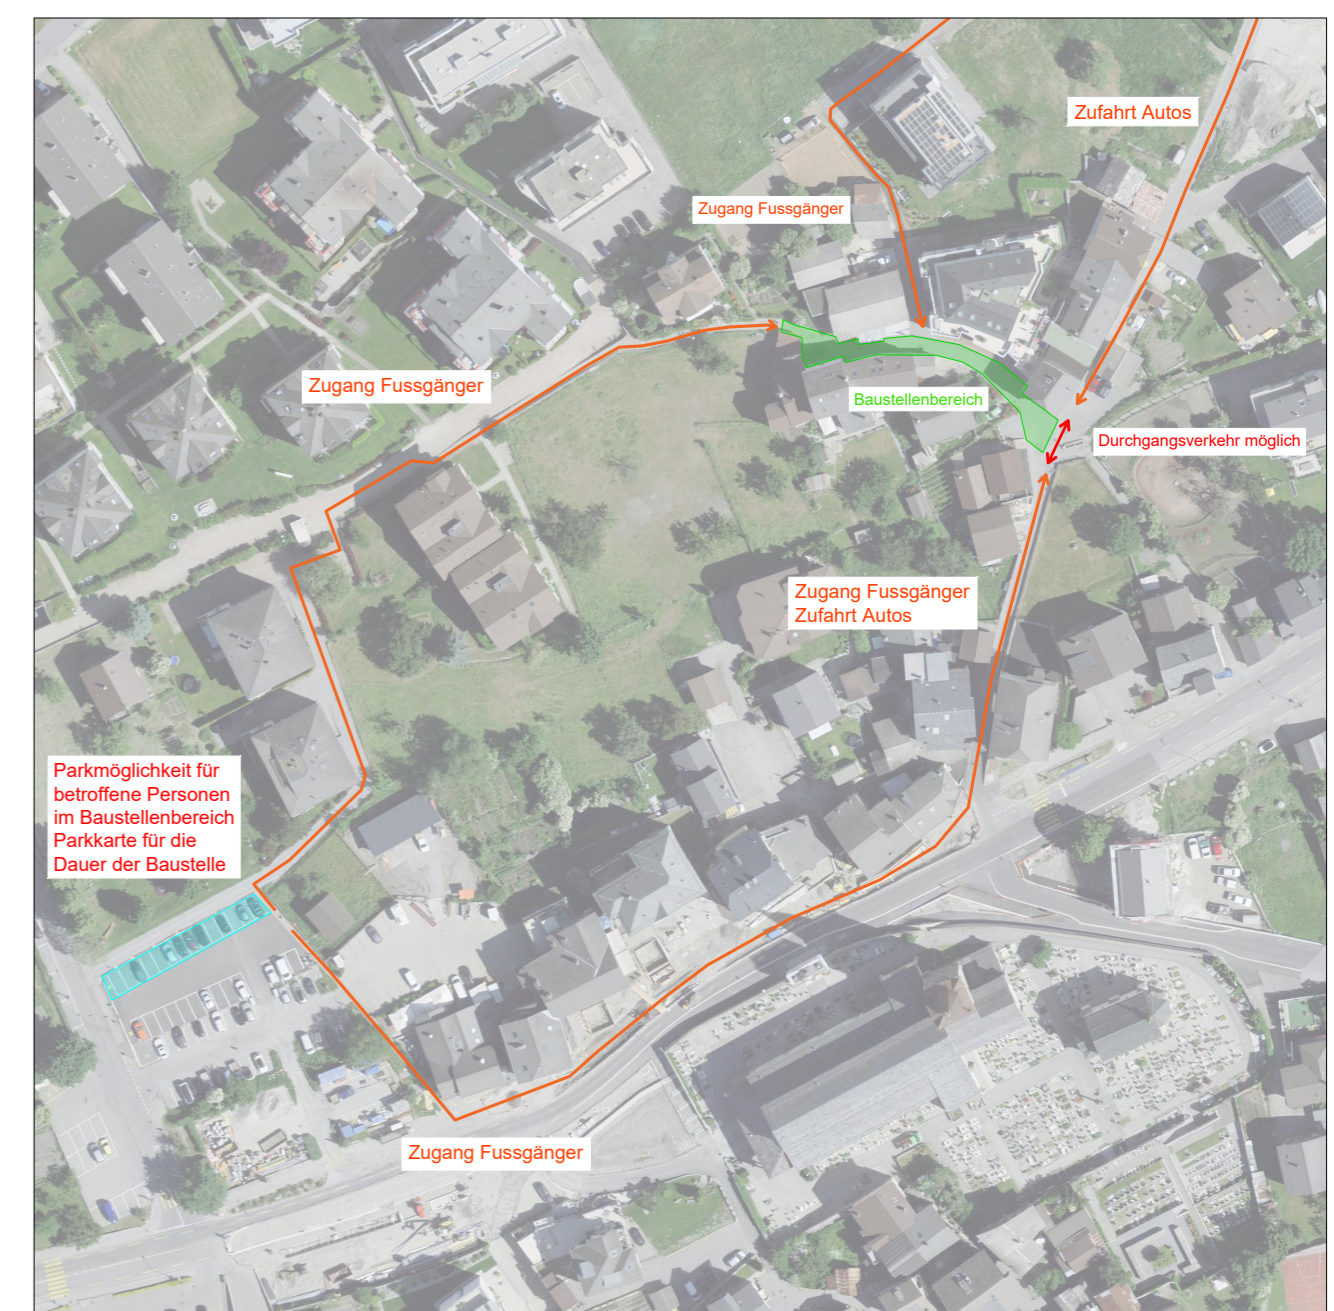 Zufahrt Autos
Zugang Fussgänger
Zugang Fussgänger
Baustellenbereich
Durchgangsverkehr möglich
Zugang Fussgänger
Zufahrt Autos
Parkmöglichkeit für
betroffene Personen
im Baustellenbereich
Parkkarte für die
Dauer der Baustelle
Zugang Fussgänger